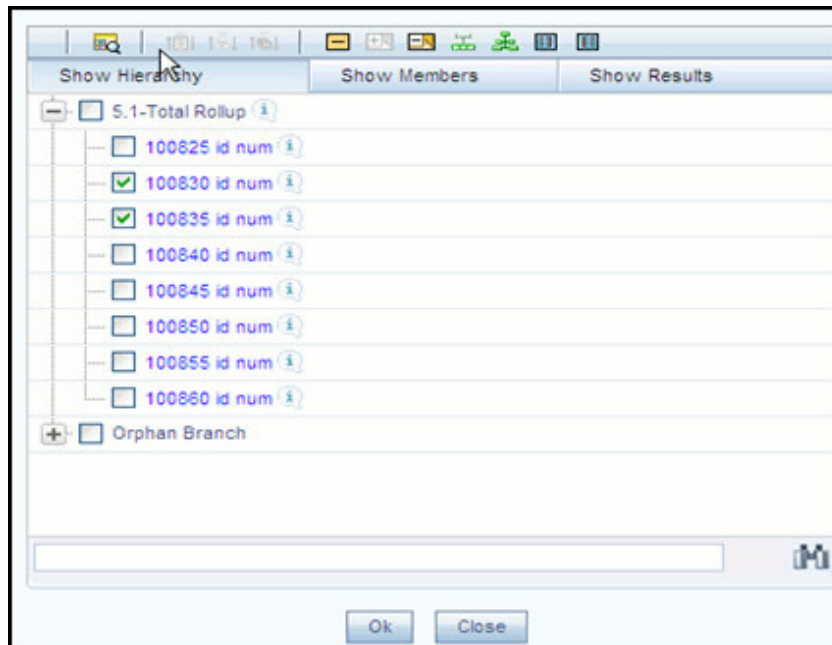 Show Hierarchy Show Members Show Results
5.1-Total Rollup
100825 id num
100830 id num
100835 id num
100840 id num
100845 id num
100850 id num
100855 id num
100860 id num
Orphan Branch
Ok Close